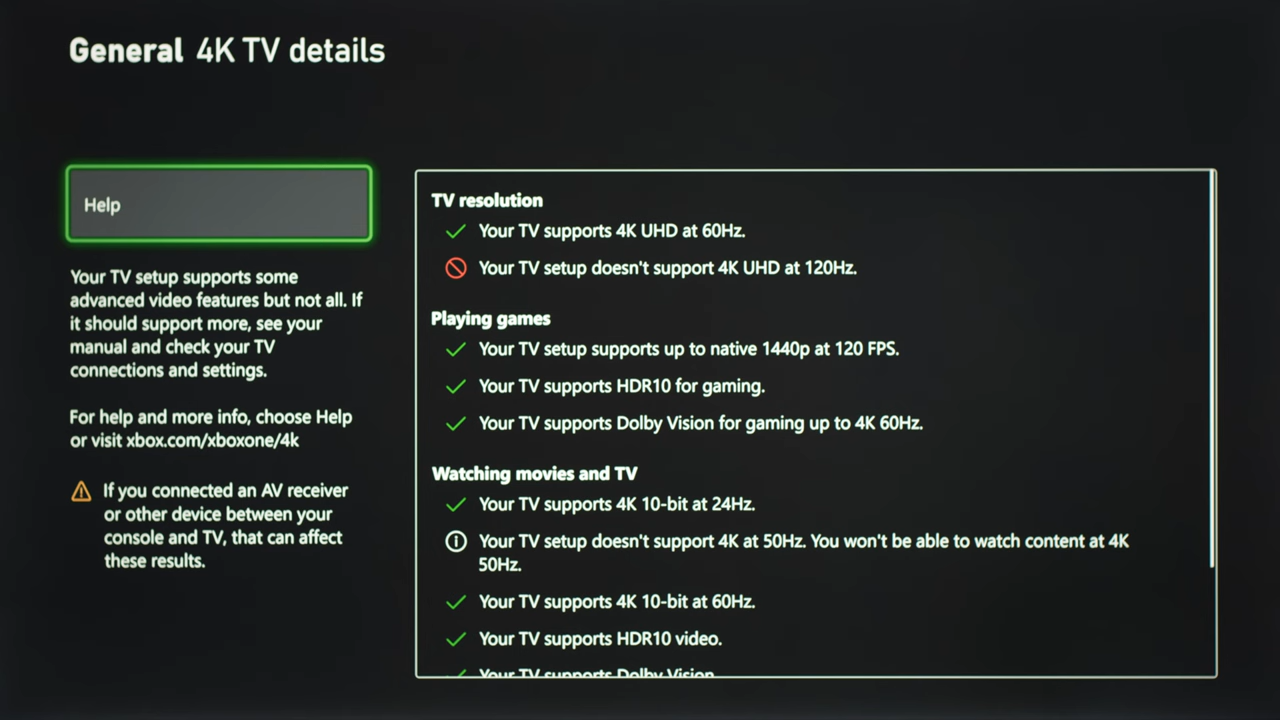 General 4K TV details
Help
Your TV setup supports some
advanced video features but not all. If
it should support more, see your
manual and check your TV
connections and settings.
For help and more info, choose Help
or visit xbox.com/xboxone/4k
If you connected an AV receiver
or other device between your
console and TV, that can affect
these results.
TV resolution
Your TV supports 4K UHD at 60Hz.
Your TV setup doesn't support 4K UHD at 120Hz.
Playing games
Your TV setup supports up to native 1440p at 120 FPS.
Your TV supports HDR10 for gaming.
Your TV supports Dolby Vision for gaming up to 4K 60Hz.
Watching movies and TV
Your TV supports 4K 10-bit at 24Hz.
Your TV setup doesn't support 4K at 50Hz. You won't be able to watch content at 4K
50Hz.
Your TV supports 4K 10-bit at 60Hz.
Your TV supports HDR10 video.
Your TV supports Dolby Vision